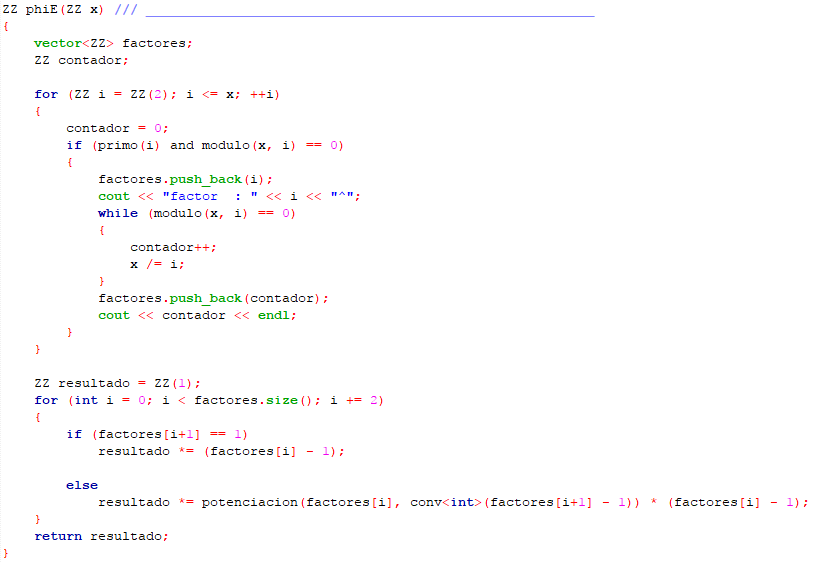 ZZ phiE(ZZ x) /// ____________________________________________________________
{
    vector<ZZ> factores;
    ZZ contador;

    for (ZZ i = ZZ(2); i <= x; ++i)
    {
        contador = 0;
        if (primo(i) and modulo(x, i) == 0)
        {
            factores.push_back(i);
            cout << "factor  : " << i << "^";
            while (modulo(x, i) == 0)
            {
                contador++;
                x /= i;
            }
            factores.push_back(contador);
            cout << contador << endl;
        }
    }

    ZZ resultado = ZZ(1);
    for (int i = 0; i < factores.size(); i += 2)
    {
        if (factores[i+1] == 1)
            resultado *= (factores[i] - 1);

        else
            resultado *= potenciacion(factores[i], conv<int>(factores[i+1] - 1)) * (factores[i] - 1);
    }
    return resultado;
}